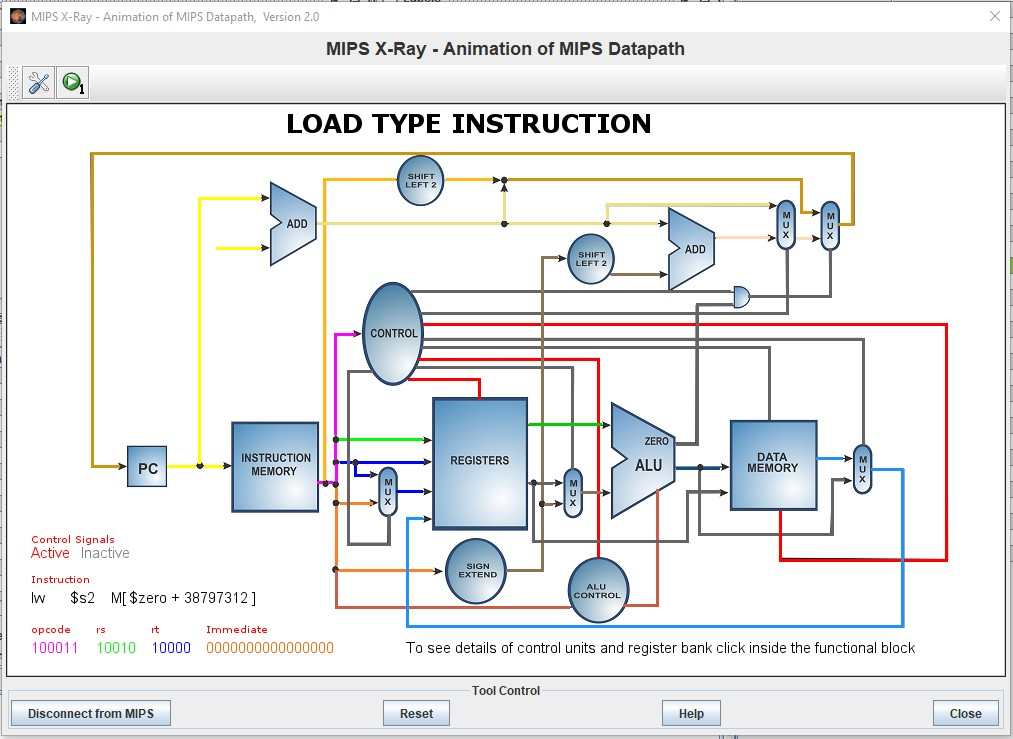 MIPS X-Ray - Animation of MIPS Datapath,  Version 2.0
MIPS X-Ray - Animation of MIPS Datapath
1
LOAD TYPE INSTRUCTION
SHIFT
LEFT 2
ADD
MUX
MUX
SHIFT
LEFT 2
ADD
CONTROL
INSTRUCTION
MEMORY
PC
REGISTERS
MUX
MUX
ZERO
ALU
DATA
MEMORY
MUX
SIGN
EXTEND
ALU
CONTROL
Control Signals
Active Inactive
Instruction
lw $s2 M[ $zero + 38797312 ]
opcode rs rt Immediate
100011 10010 10000 0000000000000000
To see details of control units and register bank click inside the functional block
Tool Control
Disconnect from MIPS Reset Help Close